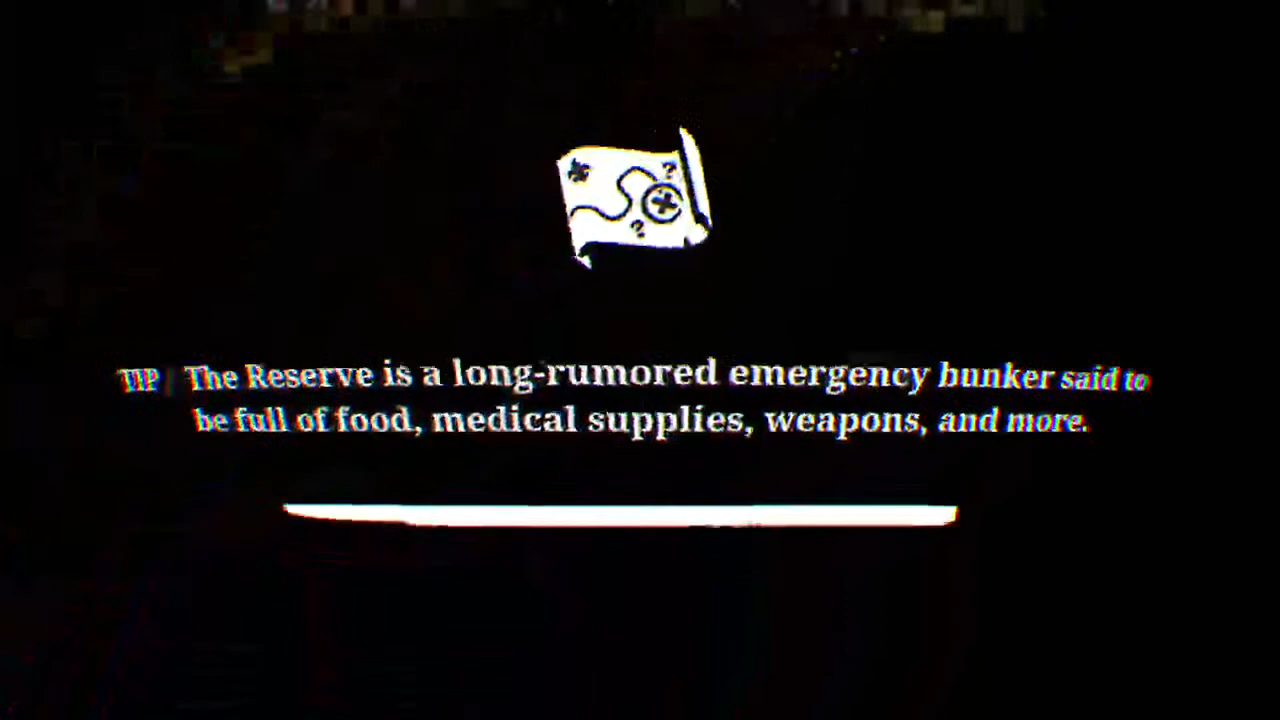 TIP | The Reserve is a long-rumored emergency bunker said to
be full of food, medical supplies, weapons, and more.